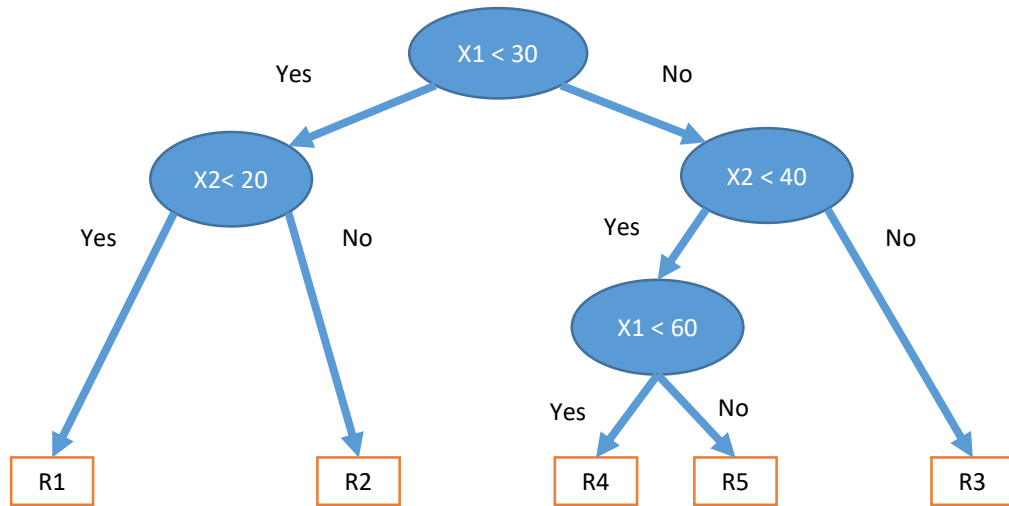 X1 < 30
Yes
No
X2< 20
X2 < 40
Yes
No
Yes
No
X1 < 60
Yes
No
R1
R2
R4
R5
R3